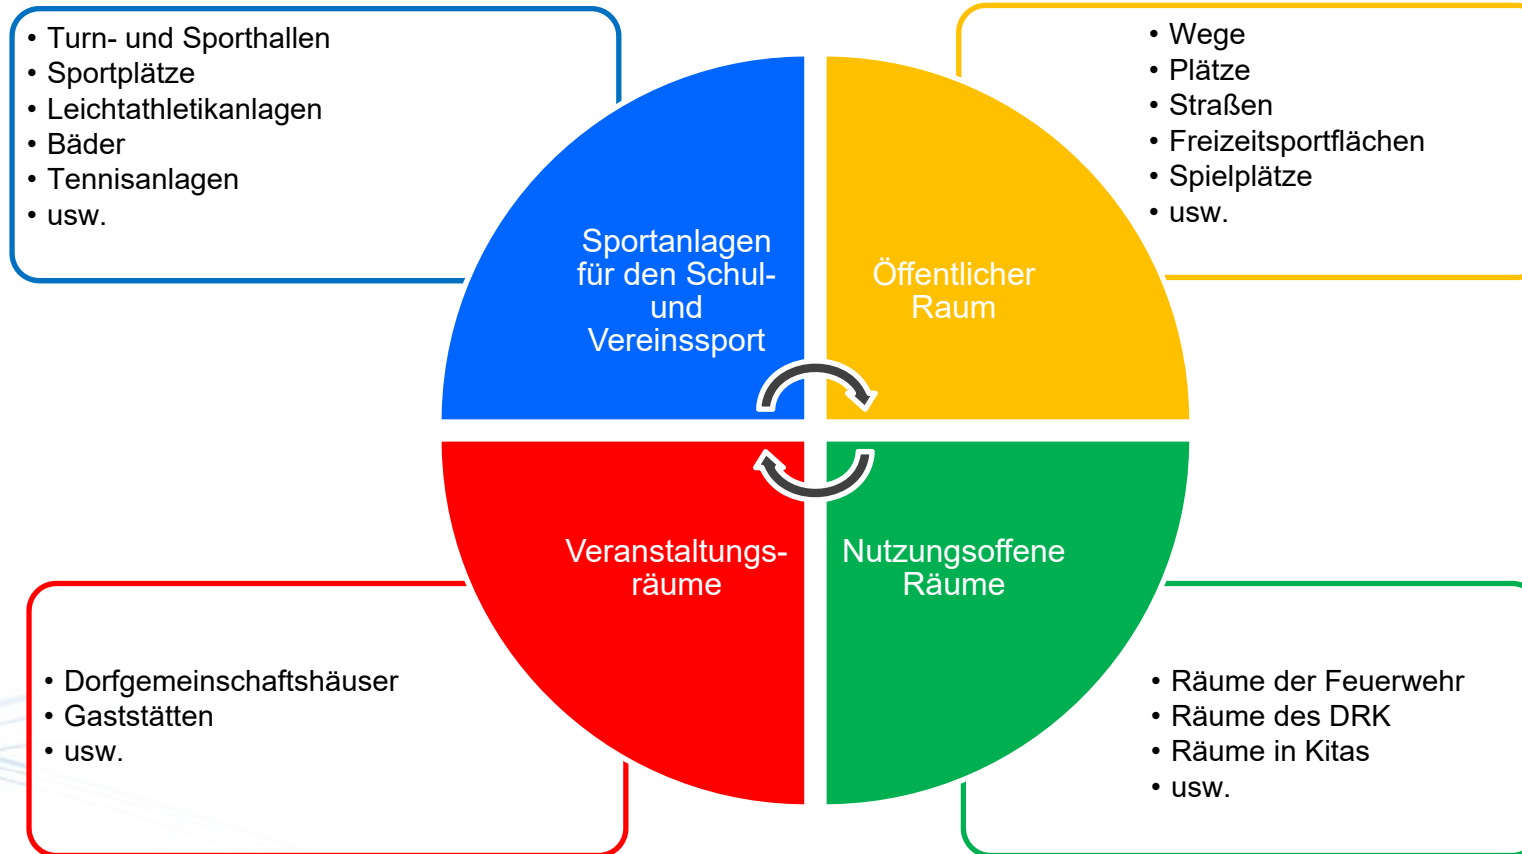 • Turn- und Sporthallen
• Sportplätze
• Leichtathletikanlagen
• Bäder
• Tennisanlagen
• usw.
• Wege
• Plätze
• Straßen
• Freizeitsportflächen
• Spielplätze
• usw.
Sportanlagen
für den Schul-
und
Vereinssport
Öffentlicher
Raum
Veranstaltungs-
räume
Nutzungsoffene
Räume
• Dorfgemeinschaftshäuser
• Gaststätten
• usw.
• Räume der Feuerwehr
• Räume des DRK
• Räume in Kitas
• usw.